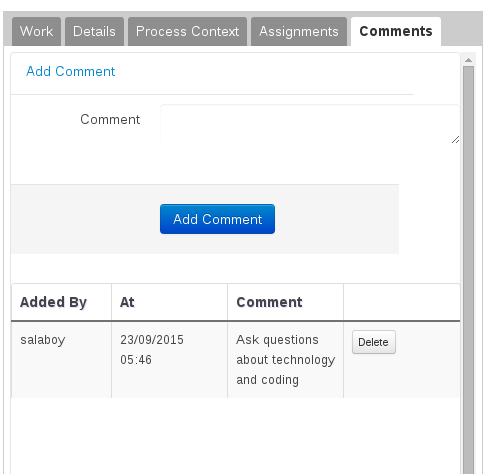 Work Details Process Context Assignments Comments
Add Comment
Comment
Add Comment
Added By At Comment
salaboy 23/09/2015 Ask questions Delete
05:46 about technology
and coding